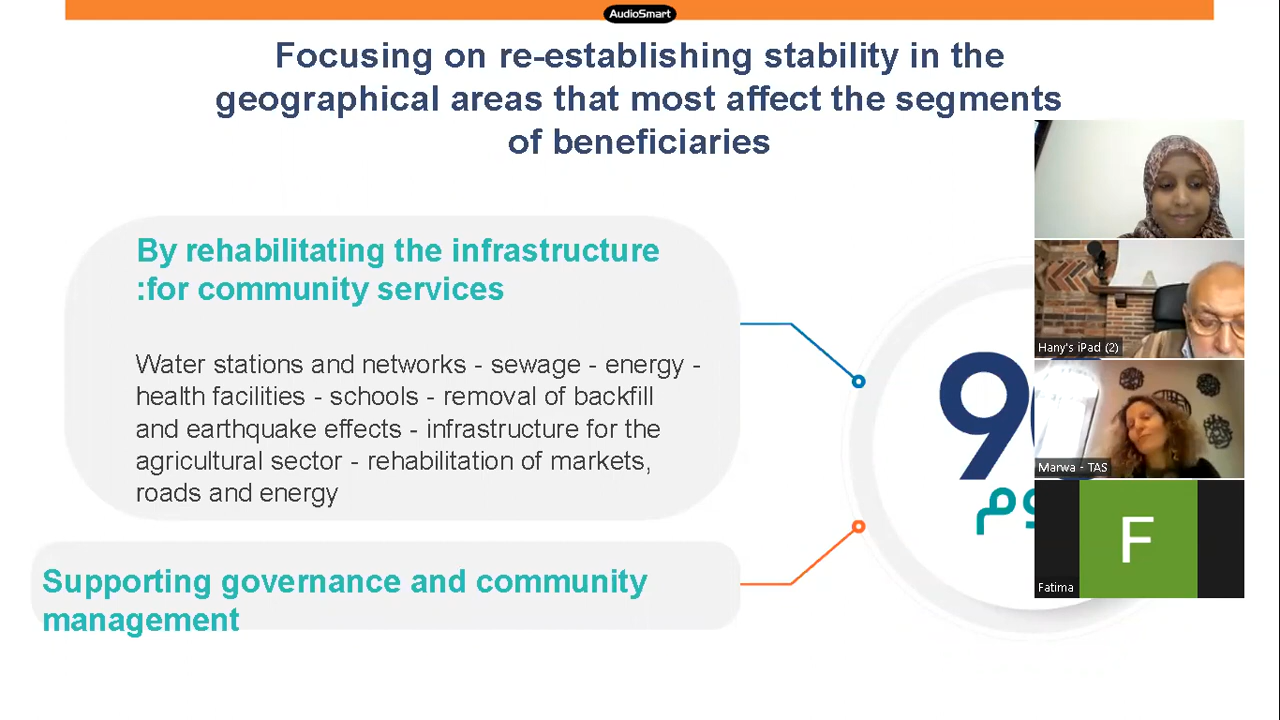 AudioSmart
Focusing on re-establishing stability in the
geographical areas that most affect the segments
of beneficiaries
By rehabilitating the infrastructure
:for community services
Water stations and networks - sewage - energy -
health facilities - schools - removal of backfill
and earthquake effects - infrastructure for the
agricultural sector - rehabilitation of markets,
roads and energy
Supporting governance and community
management
9
وم
Hany's iPad (2)
Marwa - TAS
F
Fatima